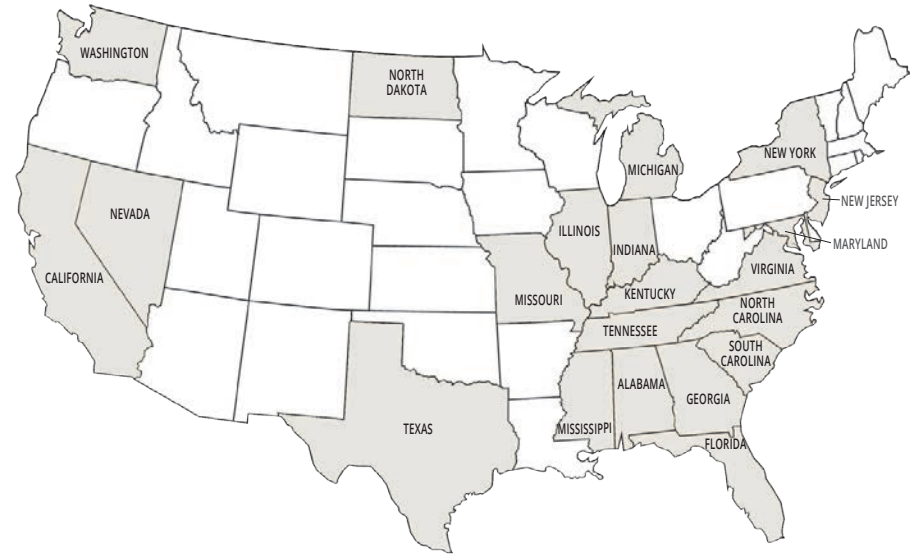 WASHINGTON
NORTH
DAKOTA
MICHIGAN
NEW YORK
NEW JERSEY
NEVADA
ILLINOIS
INDIANA
MARYLAND
CALIFORNIA
MISSOURI
KENTUCKY
VIRGINIA
TENNESSEE
NORTH
CAROLINA
SOUTH
CAROLINA
ALABAMA
GEORGIA
TEXAS
MISSISSIPPI
FLORIDA